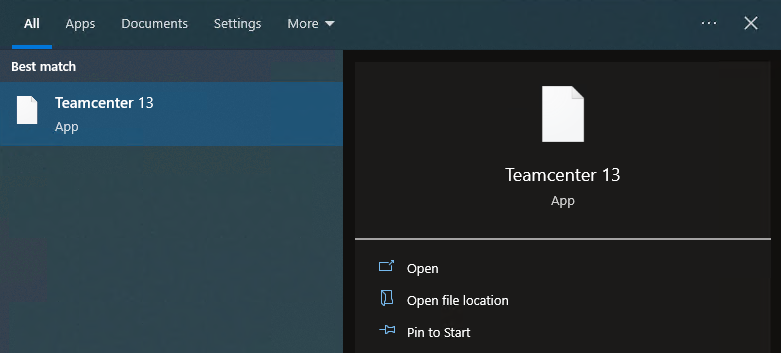 All Apps Documents Settings More
Best match
Teamcenter 13
App
Teamcenter 13
App
Open
Open file location
Pin to Start